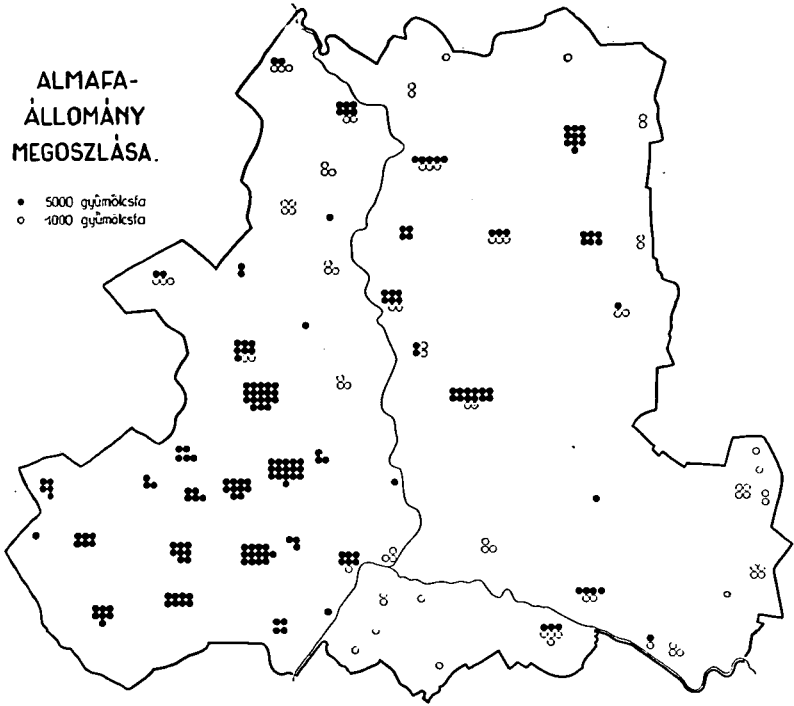 ALMAFA-
ÁLLOMÁNY
MEGOSZLÁSA.
5000 gyümölcsfa
1000 gyümölcsfa